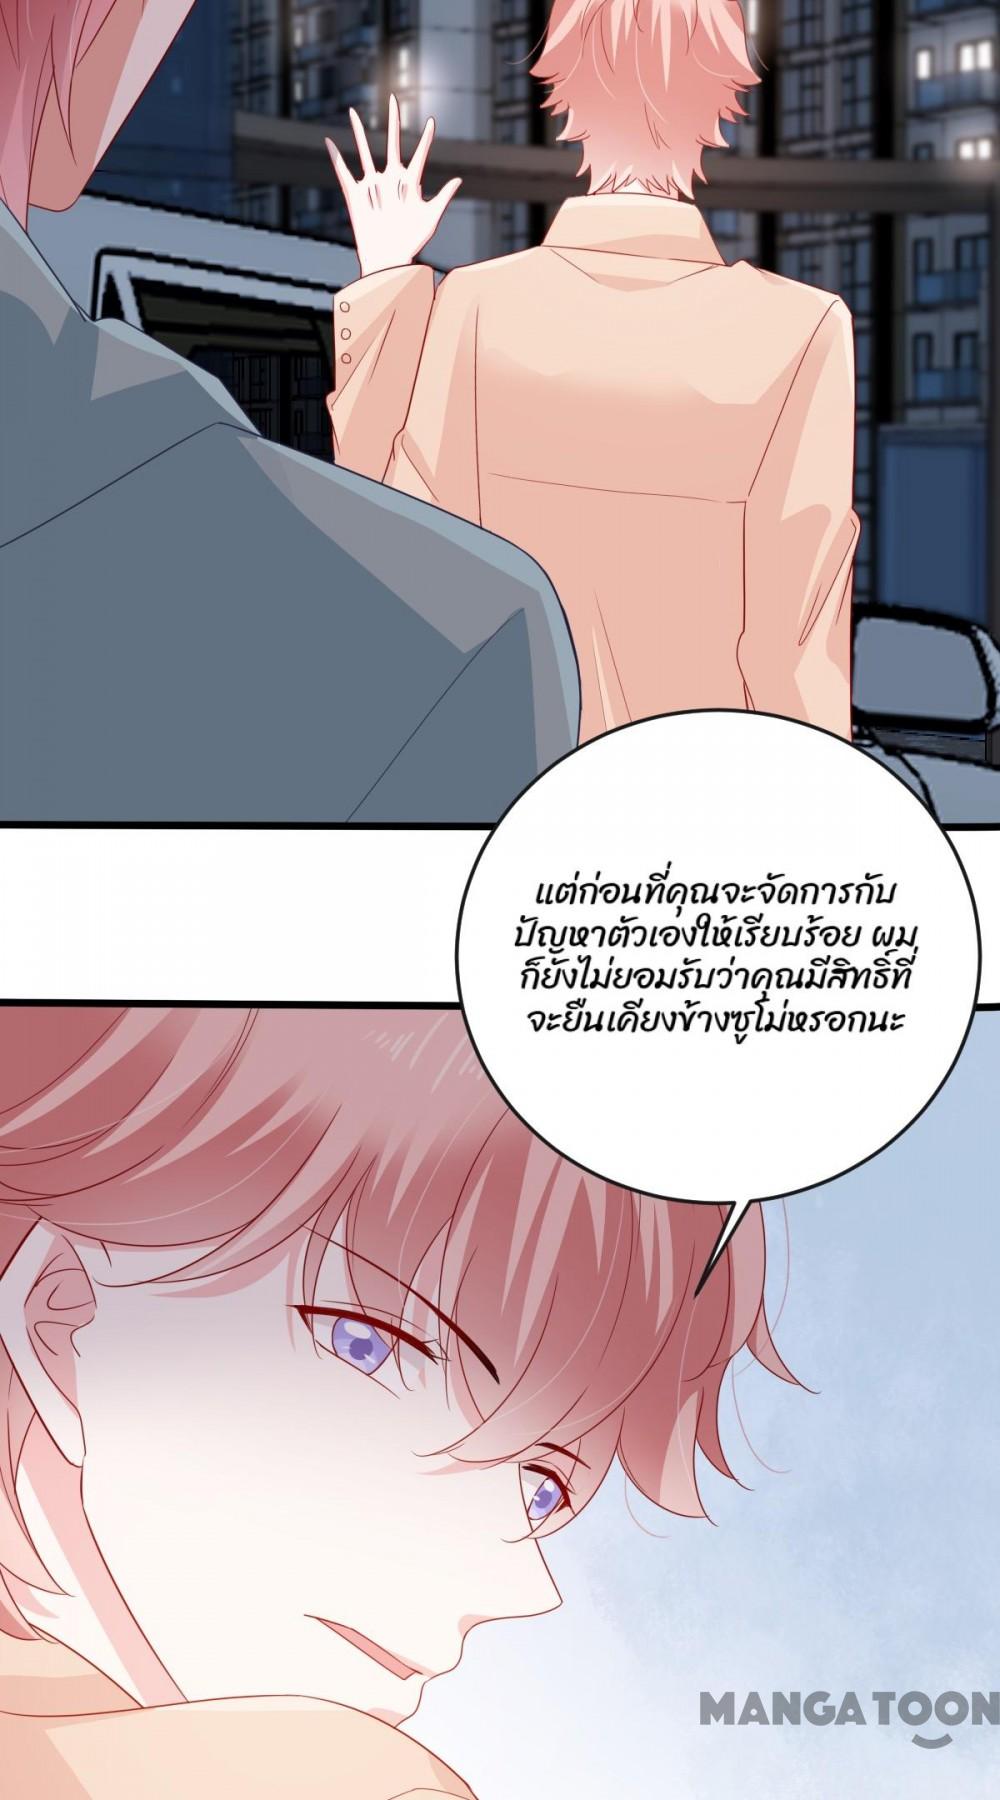 แต่ก่อนที่คุณจะจัดการกับ
ปัญหาตัวเองให้เรียบร้อย ผม
ก็ยังไม่ยอมรับว่าคุณมีสิทธิ์ที่
จะยืนเคียงข้างซูโม่หรอกนะ
MANGATOON